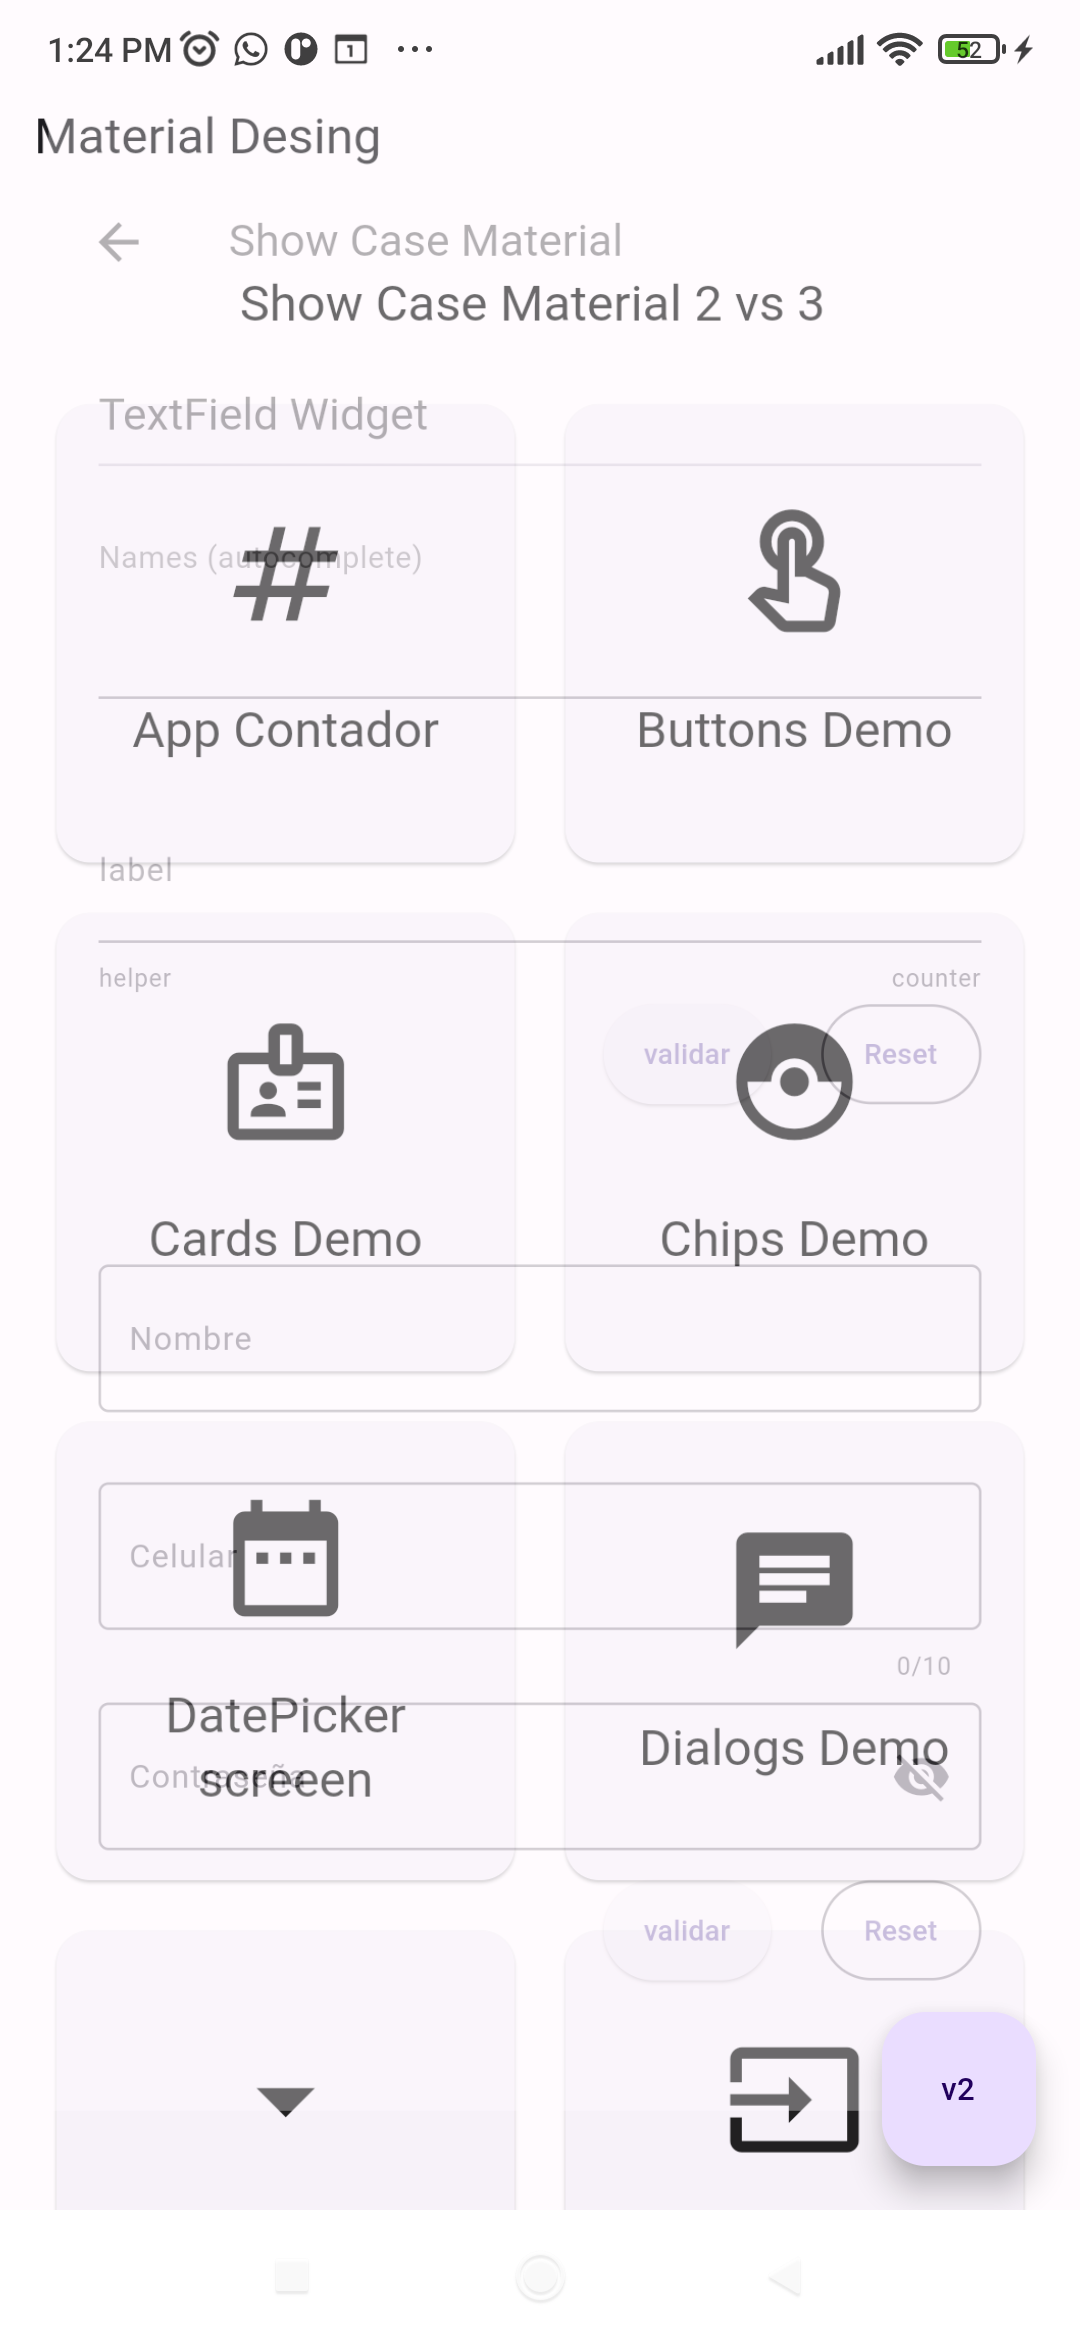 1:24 PM
52
Material Desing
Show Case Material
Show Case Material 2 vs 3
TextField Widget
Names (autocomplete)
App Contador
Buttons Demo
label
helper
counter
validar
Reset
Cards Demo
Chips Demo
Nombre
Celular
0/10
DatePicker
screeen
Dialogs Demo
Contraseña
validar
Reset
v2